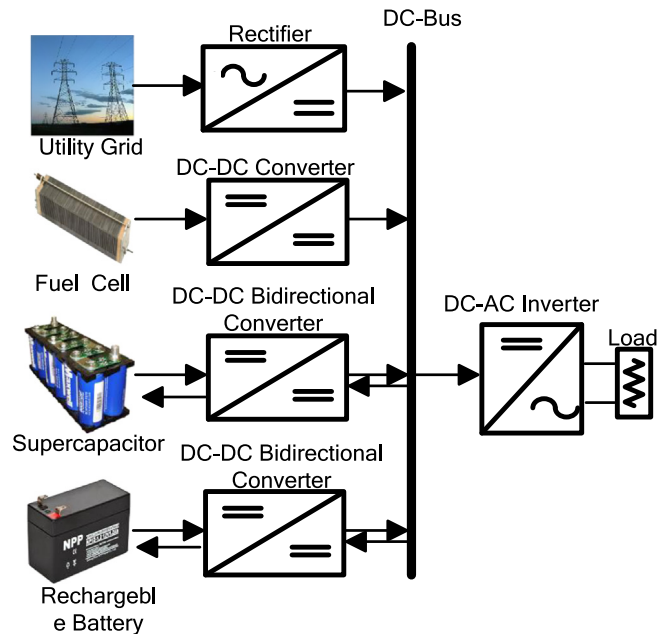 DC-Bus
Rectifier
Utility Grid
DC-DC Converter
Fuel Cell
DC-DC Bidirectional
Converter
DC-AC Inverter
Load
Supercapacitor
DC-DC Bidirectional
Converter
NPP
Rechargebl
e Battery